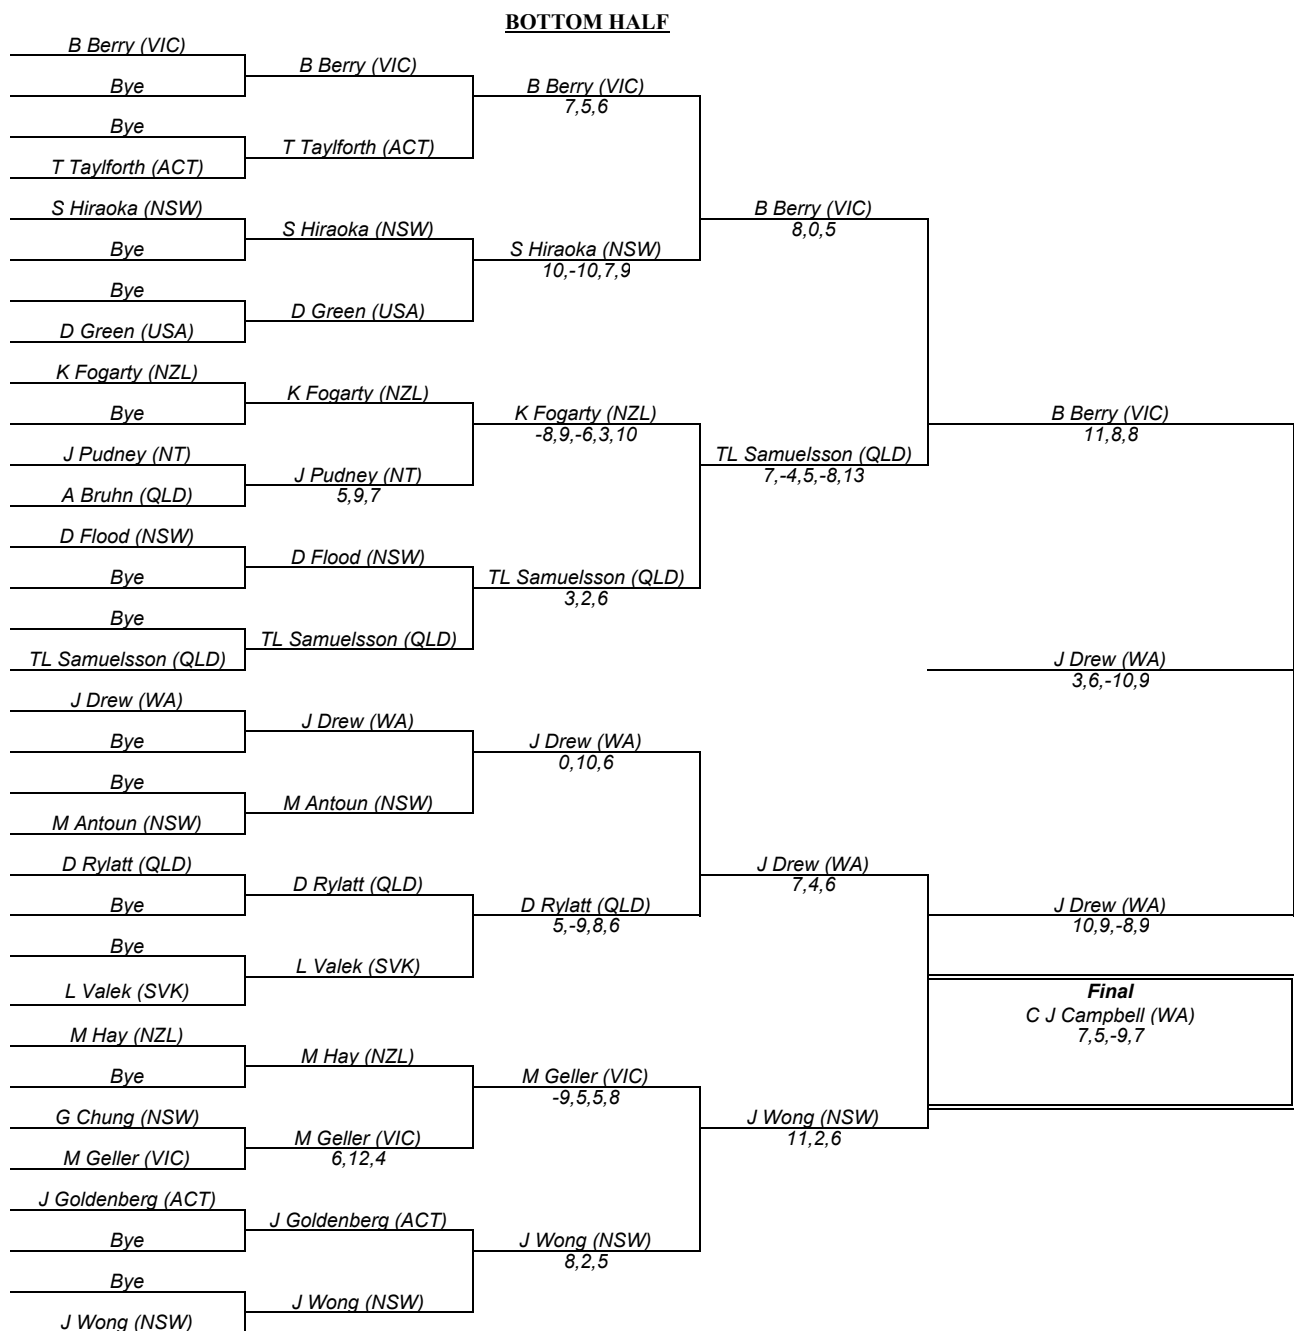 BOTTOM HALF
B Berry (VIC)
Bye
Bye
T Taylforth (ACT)
S Hiraoka (NSW)
Bye
Bye
D Green (USA)
K Fogarty (NZL)
Bye
J Pudney (NT)
A Bruhn (QLD)
D Flood (NSW)
Bye
Bye
TL Samuelsson (QLD)
J Drew (WA)
Bye
Bye
M Antoun (NSW)
D Rylatt (QLD)
Bye
Bye
L Valek (SVK)
M Hay (NZL)
Bye
G Chung (NSW)
M Geller (VIC)
J Goldenberg (ACT)
Bye
Bye
J Wong (NSW)
B Berry (VIC)
T Taylforth (ACT)
S Hiraoka (NSW)
D Green (USA)
K Fogarty (NZL)
J Pudney (NT)
5,9,7
D Flood (NSW)
TL Samuelsson (QLD)
J Drew (WA)
M Antoun (NSW)
D Rylatt (QLD)
L Valek (SVK)
M Hay (NZL)
M Geller (VIC)
6,12,4
J Goldenberg (ACT)
J Wong (NSW)
B Berry (VIC)
7,5,6
S Hiraoka (NSW)
10,-10,7,9
K Fogarty (NZL)
-8,9,-6,3,10
TL Samuelsson (QLD)
3,2,6
J Drew (WA)
0,10,6
D Rylatt (QLD)
5,-9,8,6
M Geller (VIC)
-9,5,5,8
J Wong (NSW)
8,2,5
B Berry (VIC)
8,0,5
TL Samuelsson (QLD)
7,-4,5,-8,13
J Drew (WA)
7,4,6
J Wong (NSW)
11,2,6
B Berry (VIC)
11,8,8
J Drew (WA)
3,6,-10,9
J Drew (WA)
10,9,-8,9
Final
C J Campbell (WA)
7,5,-9,7